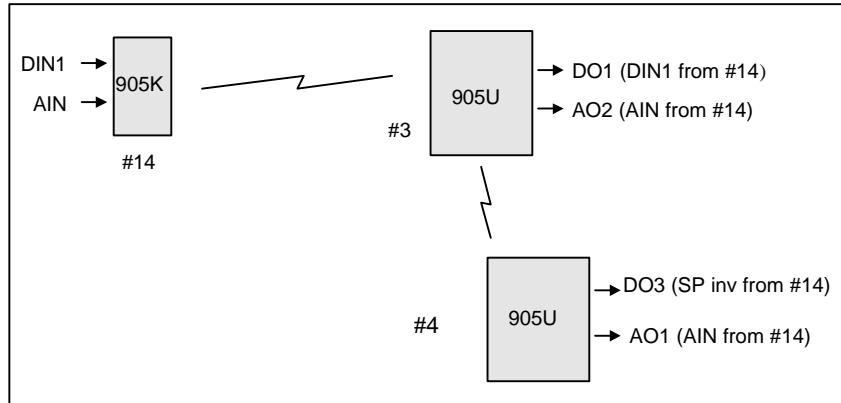 DIN1
AIN
905K
#14
905U
#3
DO1 (DIN1 from #14)
AO2 (AIN from #14)
905U
#4
DO3 (SP inv from #14)
AO1 (AIN from #14)